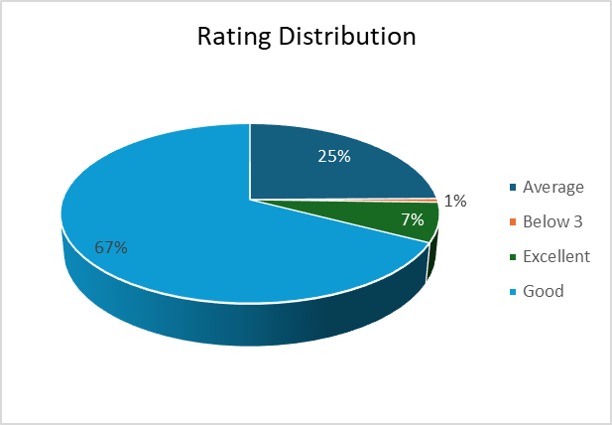 Rating Distribution
25%
1%
7%
67%
Average
Below 3
Excellent
Good